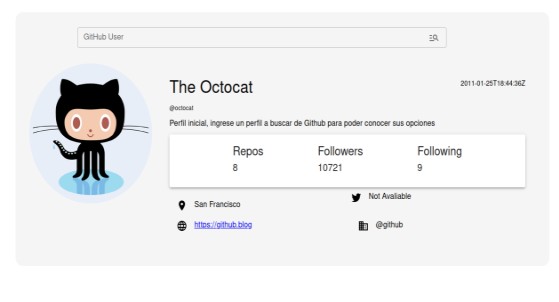 GitHub User
The Octocat
2011-01-25T18:44:36Z
@octocat
Perfil inicial, ingrese un perfil a buscar de Github para poder conocer sus opciones
Repos Followers Following
8 10721 9
San Francisco Not Avaliable
https://github.blog @github